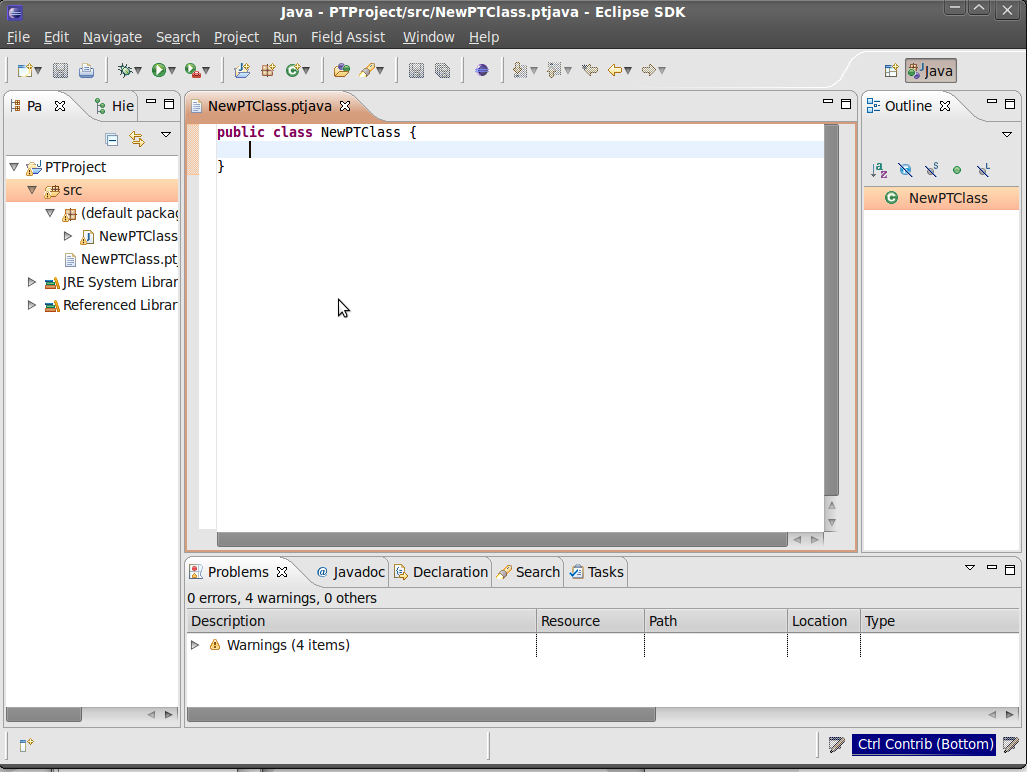 Java - PTProject/src/NewPTClass.ptjava - Eclipse SDK
File Edit Navigate Search Project Run Field Assist Window Help
Java
Pa Hie
PTProject
src
(default packag
NewPTClass
NewPTClass.pt
JRE System Librar
Referenced Librar
NewPTClass.ptjava
public class NewPTClass {
}
Outline
NewPTClass
Problems @ Javadoc Declaration Search Tasks
0 errors, 4 warnings, 0 others
Description Resource Path Location Type
Warnings (4 items)
Ctrl Contrib (Bottom)